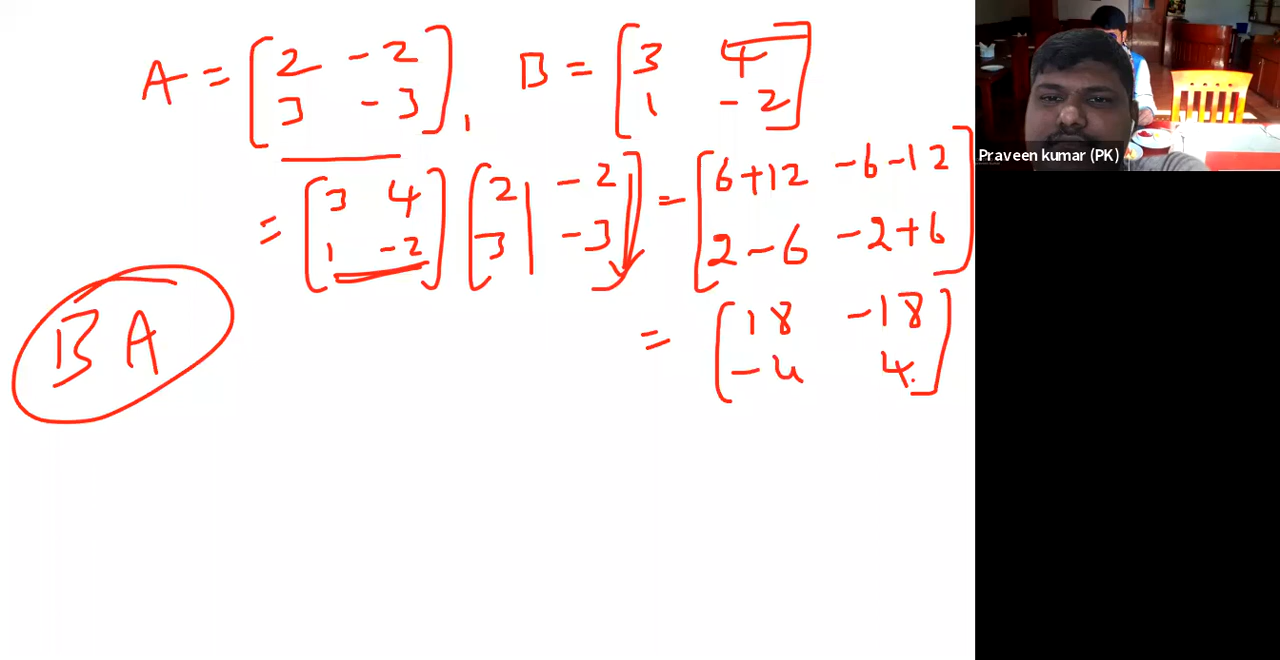 A = [2 -2
3 -3], B = [3 4
1 -2]
= [3 4
1 -2] [2 -2
3 -3] = [6+12 -6-12
2-6 -2+6]
BA
= [18 -18
-4 4]
Praveen kumar (PK)